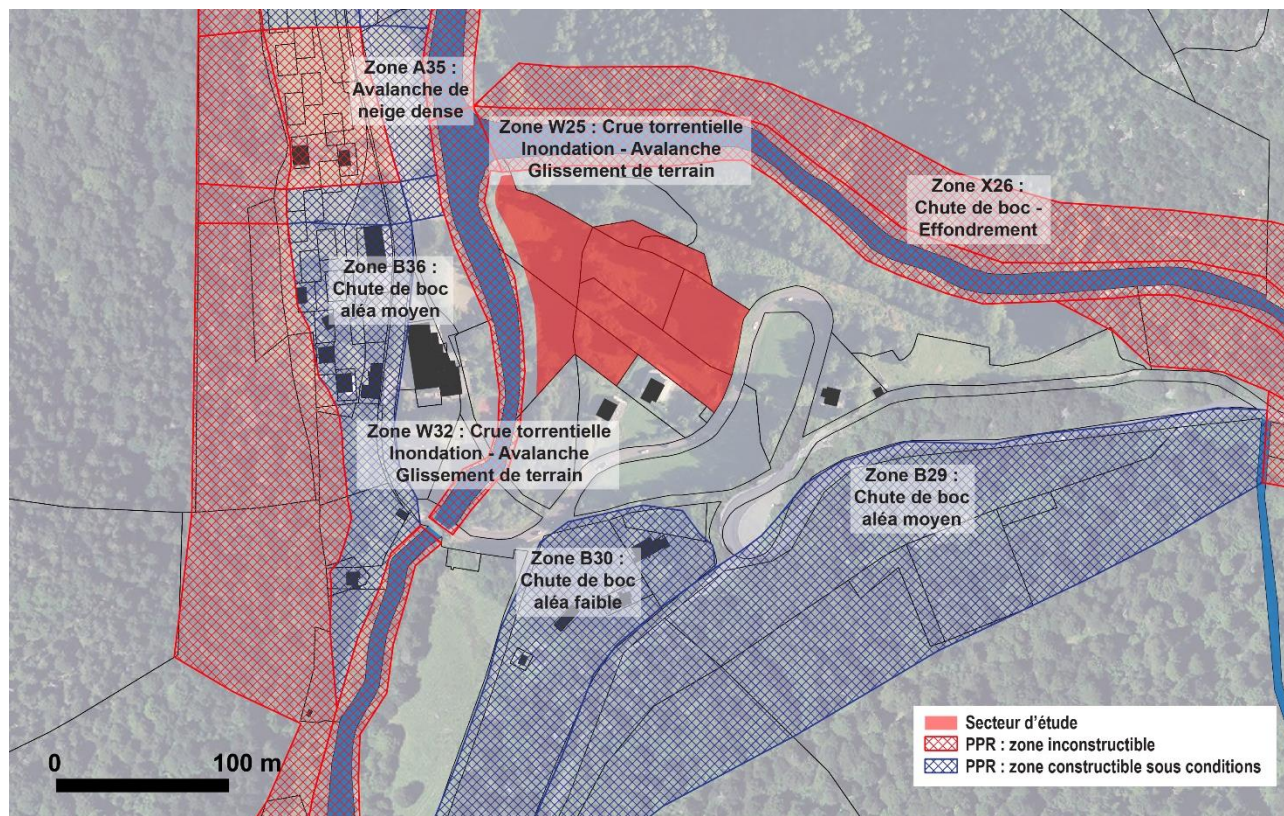 Zone A35 :
Avalanche de
neige dense
Zone W25 : Crue torrentielle
Inondation - Avalanche
Glissement de terrain
Zone X26 :
Chute de boc -
Effondrement
Zone B36 :
Chute de boc
aléa moyen
Zone W32 : Crue torrentielle
Inondation - Avalanche
Glissement de terrain
Zone B29 :
Chute de boc
aléa moyen
Zone B30 :
Chute de boc
aléa faible
0 100 m
Secteur d'étude
PPR : zone inconstructible
PPR : zone constructible sous conditions